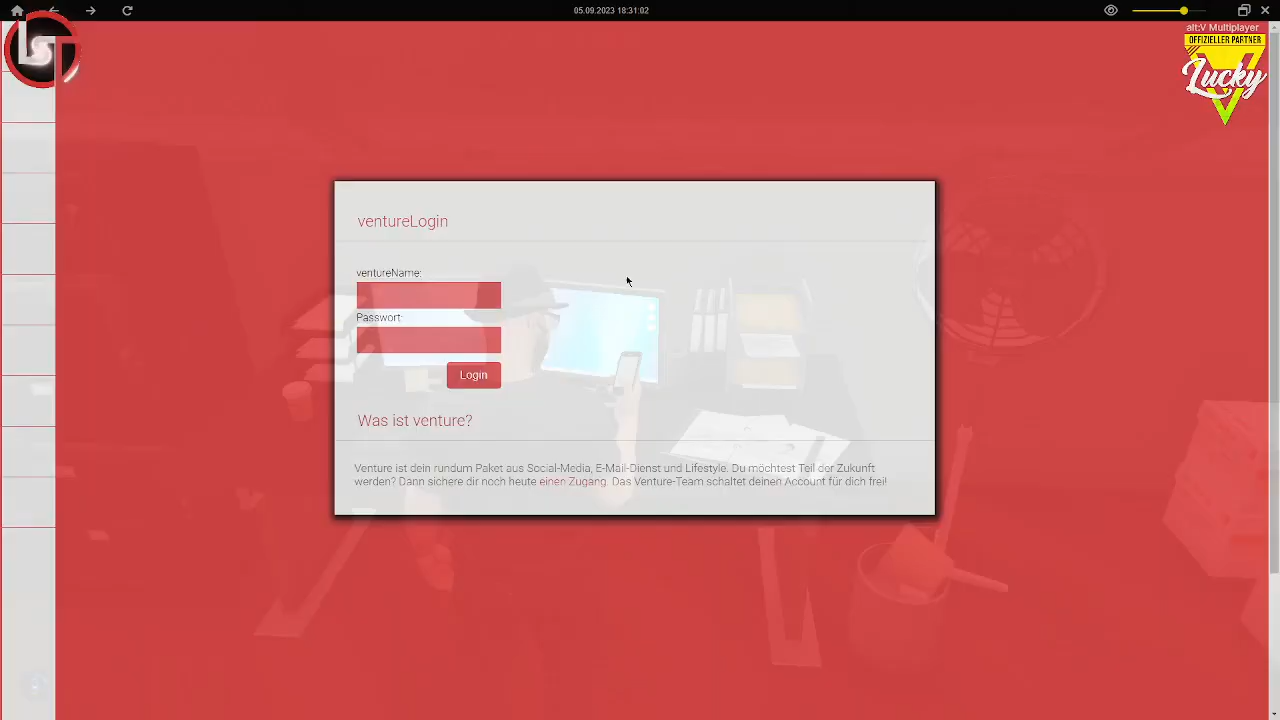 05.09.2023 18:31:02
alt:V Multiplayer
OFFIZIELLER PARTNER
Lucky
V
LST
ventureLogin
ventureName:
Passwort:
Login
Was ist venture?
Venture ist dein rundum Paket aus Social-Media, E-Mail-Dienst und Lifestyle. Du möchtest Teil der Zukunft
werden? Dann sichere dir noch heute einen Zugang. Das Venture-Team schaltet deinen Account für dich frei!